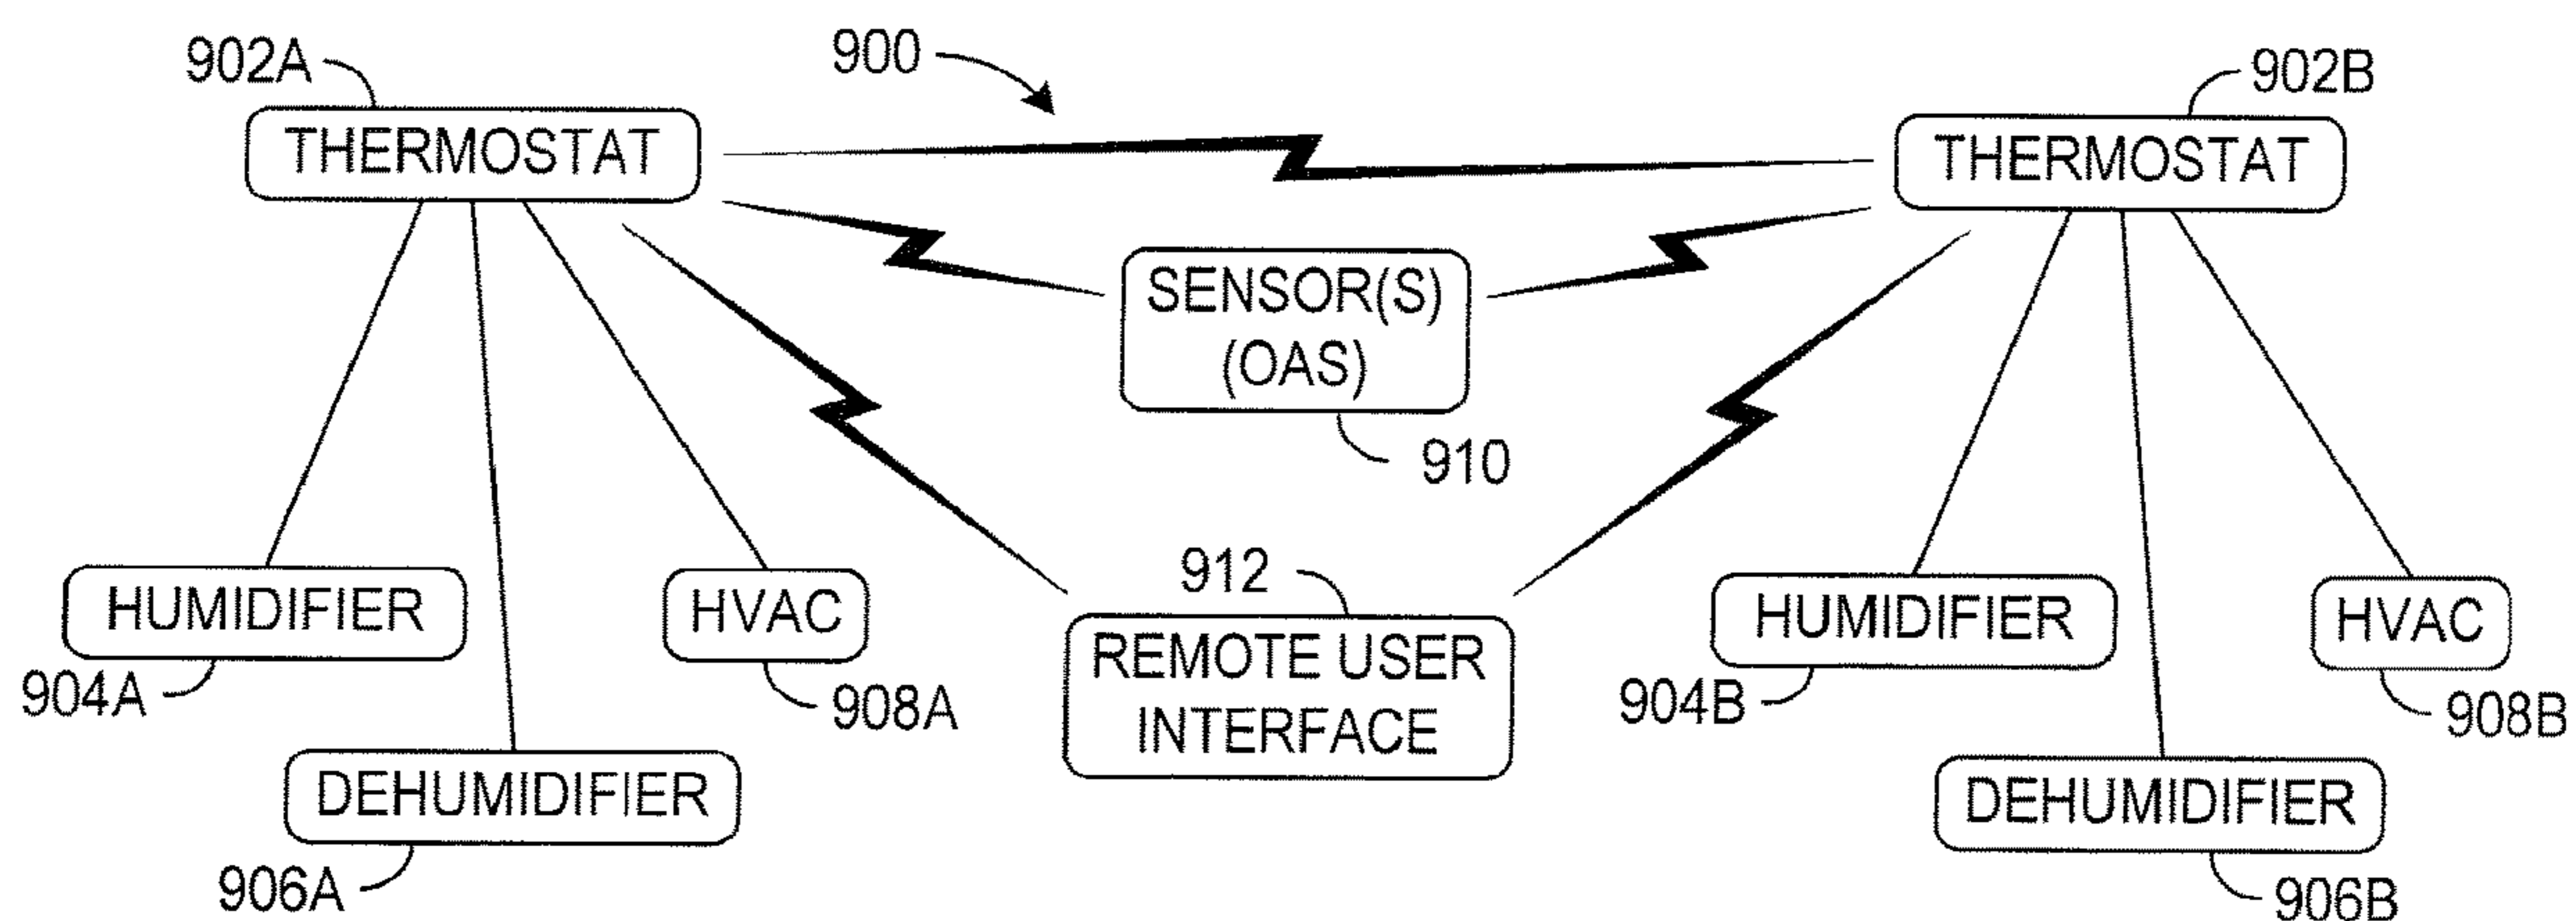 900
902A
902B
THERMOSTAT
THERMOSTAT
SENSOR(S)
(OAS)
910
912
HUMIDIFIER
HVAC
REMOTE USER
INTERFACE
HUMIDIFIER
HVAC
904A
908A
904B
908B
DEHUMIDIFIER
DEHUMIDIFIER
906A
906B